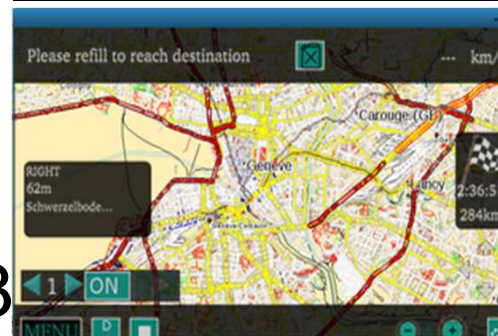 Please refill to reach destination
--- km/
Carouge (GE)
Genève
Lancy
RIGHT
62m
Schwerzelbode...
2:36:5
284km
1 ON
MENU
D